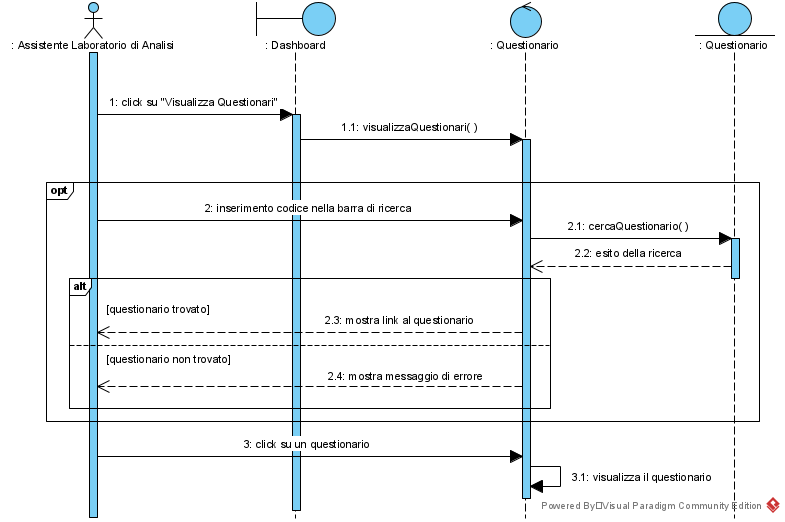 : Assistente Laboratorio di Analisi
: Dashboard
: Questionario
: Questionario
1: click su "Visualizza Questionari"
1.1: visualizzaQuestionari( )
opt
2: inserimento codice nella barra di ricerca
2.1: cercaQuestionario( )
2.2: esito della ricerca
alt
[questionario trovato]
2.3: mostra link al questionario
[questionario non trovato]
2.4: mostra messaggio di errore
3: click su un questionario
3.1: visualizza il questionario
Powered By Visual Paradigm Community Edition